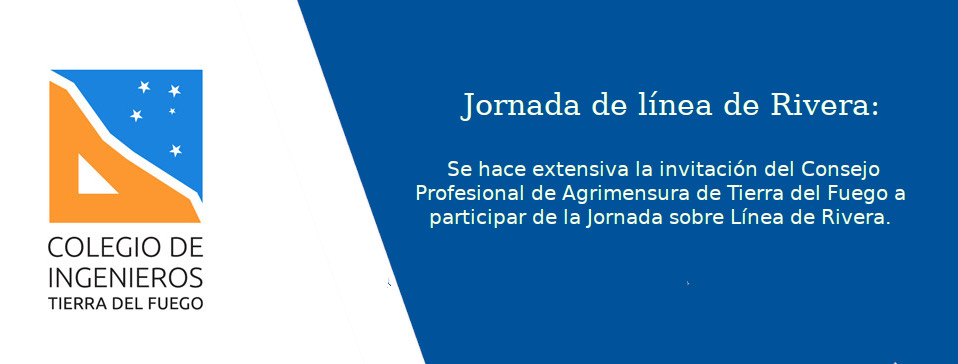 COLEGIO DE
INGENIEROS
TIERRA DEL FUEGO
Jornada de línea de Rivera:
Se hace extensiva la invitación del Consejo
Profesional de Agrimensura de Tierra del Fuego a
participar de la Jornada sobre Línea de Rivera.